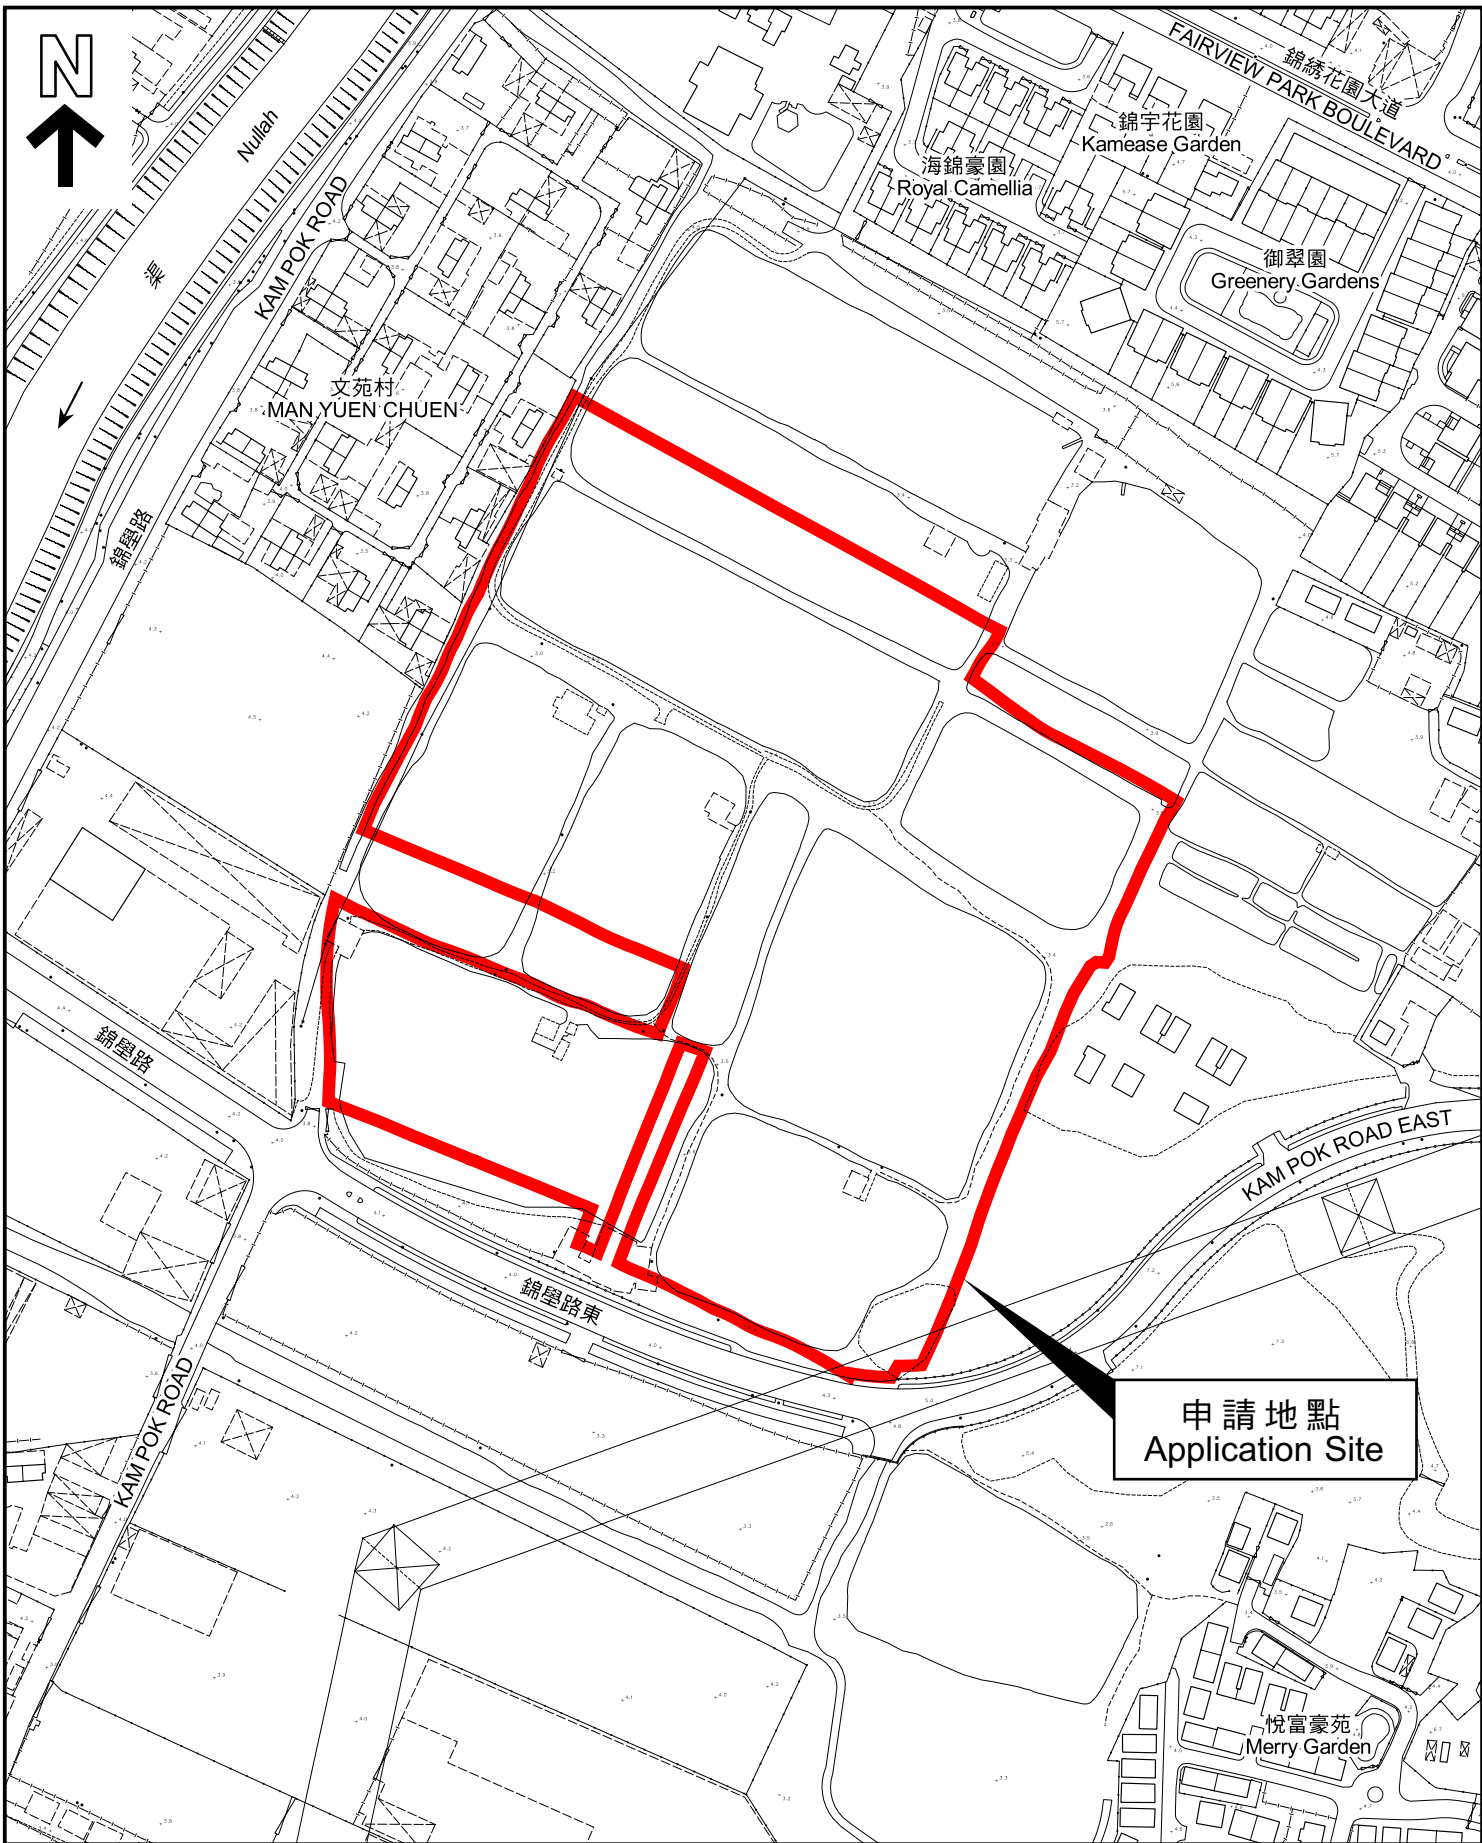 N
FAIRVIEW PARK BOULEVARD
錦綉花園大道
錦宇花園
Kamease Garden
海錦豪園
Royal Camellia
御翠園
Greenery Gardens
Nullah
渠
KAM POK ROAD
文苑村
MAN YUEN CHUEN
錦壆路
錦壆路
KAM POK ROAD EAST
錦壆路東
KAM POK ROAD
申請地點
Application Site
悅富豪苑
Merry Garden